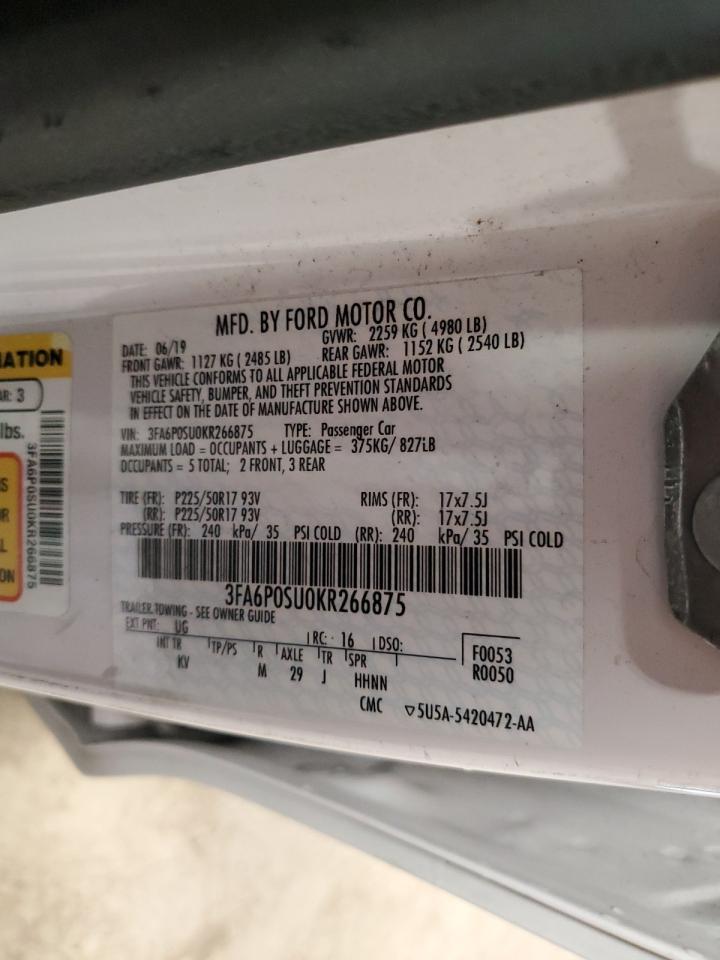 MFD. BY FORD MOTOR CO.
DATE: 06/19 GVWR: 2259 KG ( 4980 LB)
FRONT GAWR: 1127 KG ( 2485 LB) REAR GAWR: 1152 KG ( 2540 LB)
THIS VEHICLE CONFORMS TO ALL APPLICABLE FEDERAL MOTOR
VEHICLE SAFETY, BUMPER, AND THEFT PREVENTION STANDARDS
IN EFFECT ON THE DATE OF MANUFACTURE SHOWN ABOVE.
VIN: 3FA6P0SU0KR266875 TYPE: Passenger Car
MAXIMUM LOAD = OCCUPANTS + LUGGAGE = 375KG/ 827LB
OCCUPANTS = 5 TOTAL; 2 FRONT, 3 REAR
TIRE (FR): P225/50R17 93V RIMS (FR): 17x7.5J
(RR): P225/50R17 93V (RR): 17x7.5J
PRESSURE (FR): 240 kPa/ 35 PSI COLD (RR): 240 kPa/ 35 PSI COLD
3FA6P0SU0KR266875
TRAILER TOWING - SEE OWNER GUIDE
EXT PNT: UG RC: 16 DSO:
INT TR TP/PS R AXLE TR SPR F0053
KV M 29 J HHNN R0050
CMC ▽5U5A-5420472-AA
MATION
AR: 3
lbs.
3FA6P0SU0KR266875
S
OR
L
ON